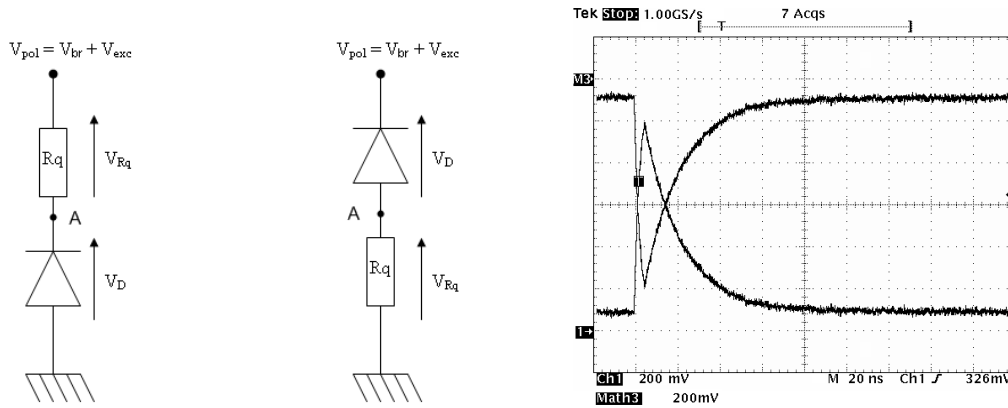 V_pol = V_br + V_exc
Rq
V_Rq
A
V_D
V_pol = V_br + V_exc
V_D
A
Rq
V_Rq
Tek Stop: 1.00GS/s 7 Acqs
[ T ]
M3
T
1
Ch1 200 mV M 20 ns Ch1 326mV
Math3 200mV